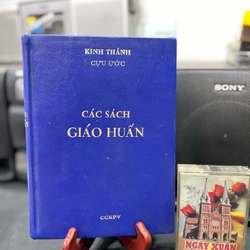 KINH THÁNH
CỰU ƯỚC
CÁC SÁCH
GIÁO HUẤN
CGKPV
SONY
NGÀY XUÂN